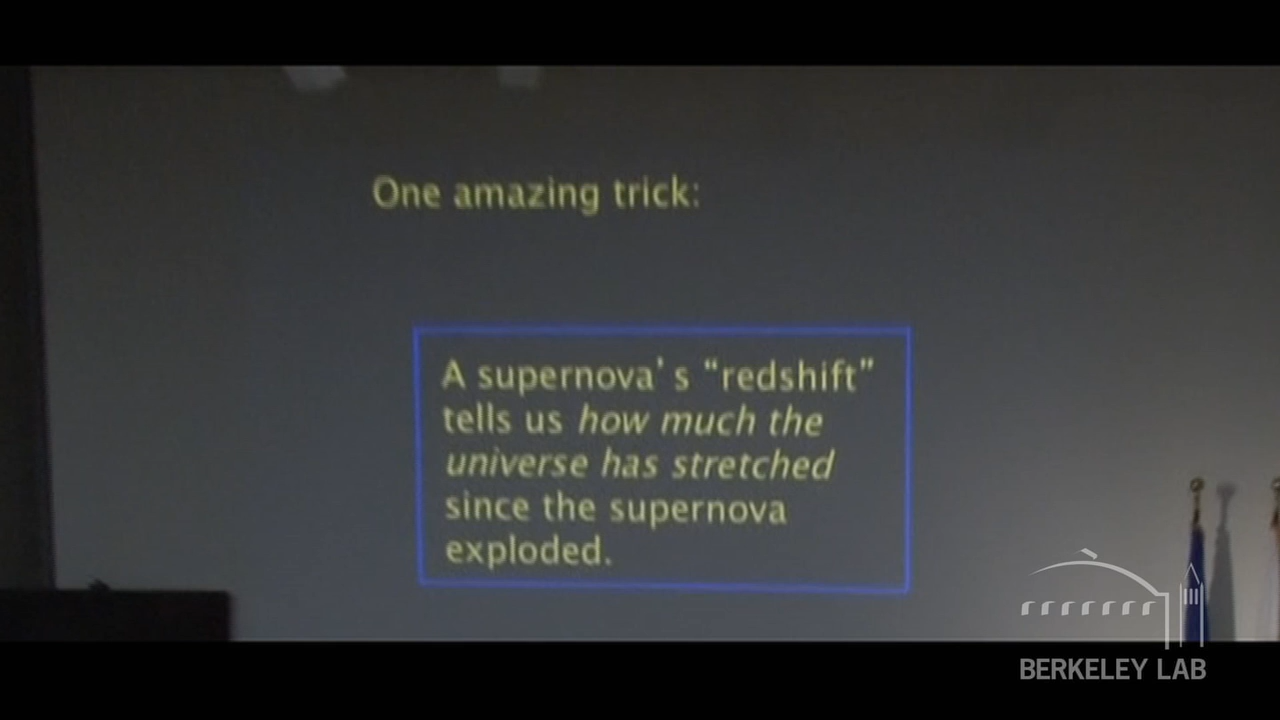 One amazing trick:
A supernova's “redshift”
tells us how much the
universe has stretched
since the supernova
exploded.
BERKELEY LAB